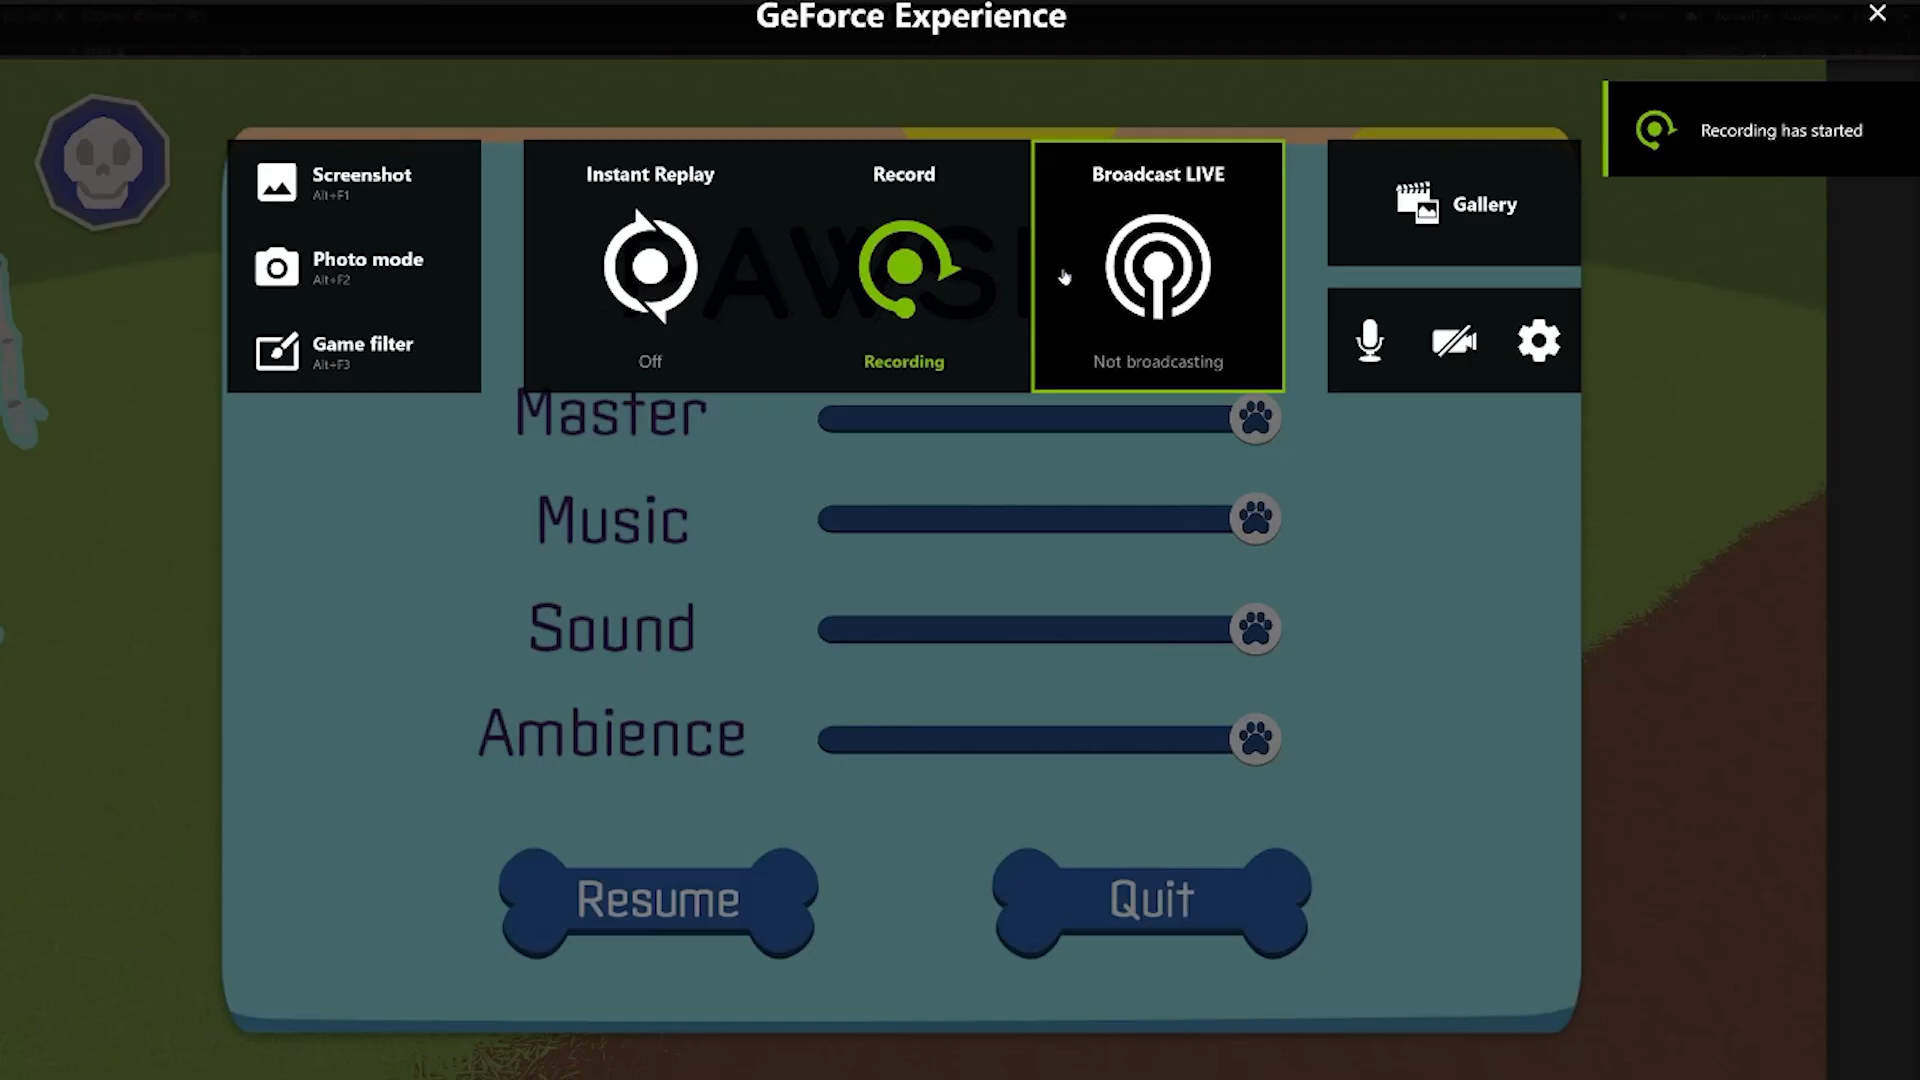 GeForce Experience
Recording has started
Screenshot
Alt+F1
Photo mode
Alt+F2
Game filter
Alt+F3
Instant Replay
Off
Record
Recording
Broadcast LIVE
Not broadcasting
Gallery
Master
Music
Sound
Ambience
Resume
Quit